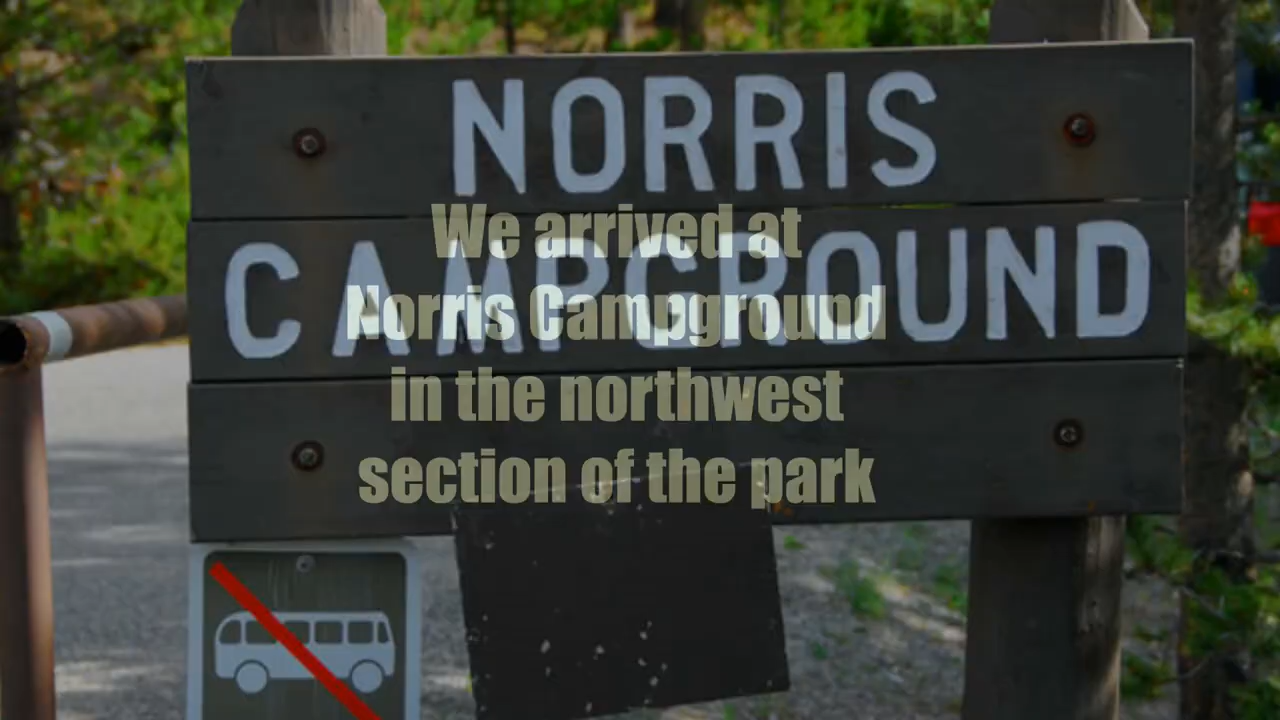 NORRIS
CAMPGROUND
We arrived at
Norris Campground
in the northwest
section of the park